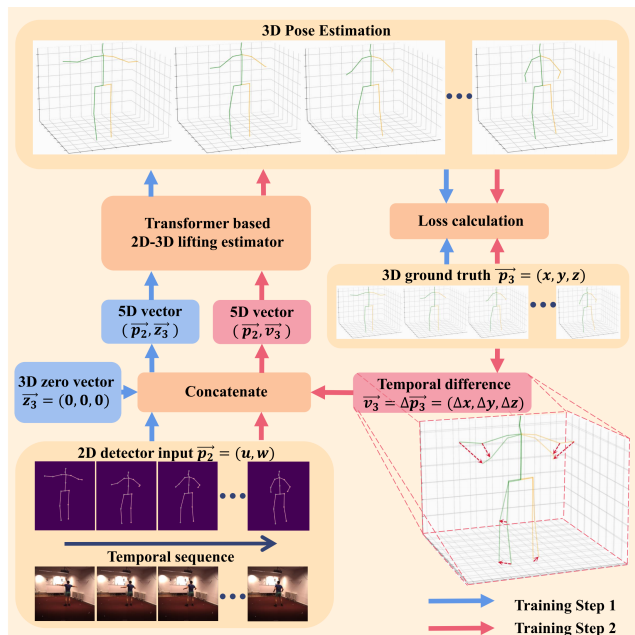 3D Pose Estimation
Transformer based
2D-3D lifting estimator
Loss calculation
3D ground truth $\overrightarrow{p_3} = (x, y, z)$
5D vector
$(\overrightarrow{p_2}, \overrightarrow{z_3})$
5D vector
$(\overrightarrow{p_2}, \overrightarrow{v_3})$
3D zero vector
$\overrightarrow{z_3} = (0, 0, 0)$
Concatenate
Temporal difference
$\overrightarrow{v_3} = \Delta\overrightarrow{p_3} = (\Delta x, \Delta y, \Delta z)$
2D detector input $\overrightarrow{p_2} = (u, w)$
Temporal sequence
Training Step 1
Training Step 2